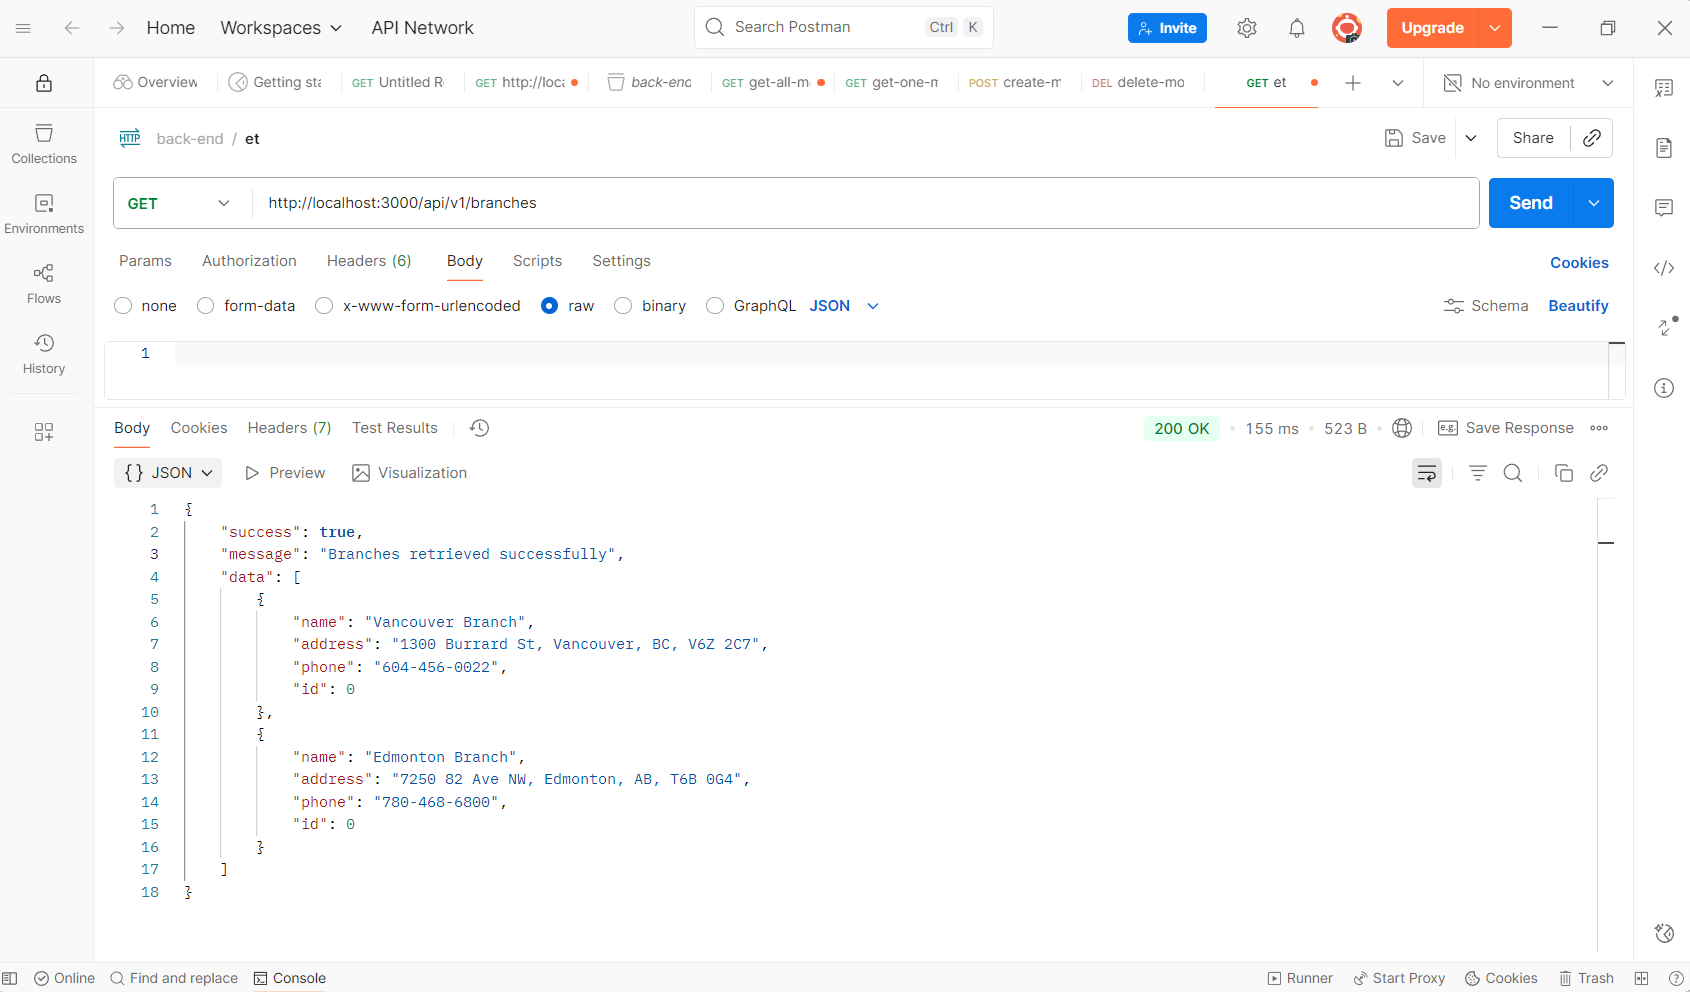 Home Workspaces API Network Search Postman Ctrl K Invite Upgrade
Overview Getting sta GET Untitled R GET http://loca back-end GET get-all-m GET get-one-m POST create-m DEL delete-mo GET et No environment
HTTP back-end / et Save Share
Collections
Environments
Flows
History
GET http://localhost:3000/api/v1/branches Send
Params Authorization Headers (6) Body Scripts Settings Cookies
none form-data x-www-form-urlencoded raw binary GraphQL JSON Schema Beautify
1
Body Cookies Headers (7) Test Results 200 OK 155 ms 523 B e.g. Save Response
{} JSON Preview Visualization
1 {
2 "success": true,
3 "message": "Branches retrieved successfully",
4 "data": [
5 {
6 "name": "Vancouver Branch",
7 "address": "1300 Burrard St, Vancouver, BC, V6Z 2C7",
8 "phone": "604-456-0022",
9 "id": 0
10 },
11 {
12 "name": "Edmonton Branch",
13 "address": "7250 82 Ave NW, Edmonton, AB, T6B 0G4",
14 "phone": "780-468-6800",
15 "id": 0
16 }
17 ]
18 }
Online Find and replace Console Runner Start Proxy Cookies Trash